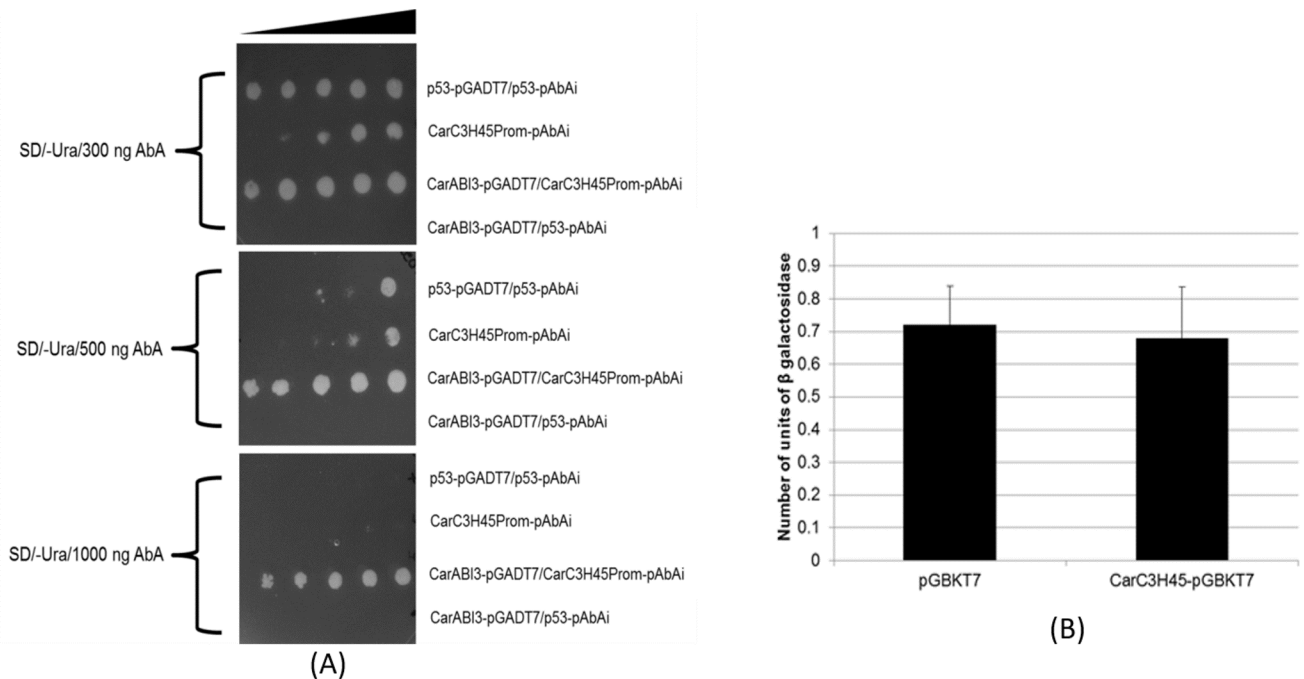 SD/-Ura/300 ng AbA
p53-pGADT7/p53-pAbAi
CarC3H45Prom-pAbAi
CarABI3-pGADT7/CarC3H45Prom-pAbAi
CarABI3-pGADT7/p53-pAbAi
SD/-Ura/500 ng AbA
p53-pGADT7/p53-pAbAi
CarC3H45Prom-pAbAi
CarABI3-pGADT7/CarC3H45Prom-pAbAi
CarABI3-pGADT7/p53-pAbAi
SD/-Ura/1000 ng AbA
p53-pGADT7/p53-pAbAi
CarC3H45Prom-pAbAi
CarABI3-pGADT7/CarC3H45Prom-pAbAi
CarABI3-pGADT7/p53-pAbAi
(A)
Number of units of β galactosidase
1
0.9
0.8
0.7
0.6
0.5
0.4
0.3
0.2
0.1
0
pGBKT7
CarC3H45-pGBKT7
(B)